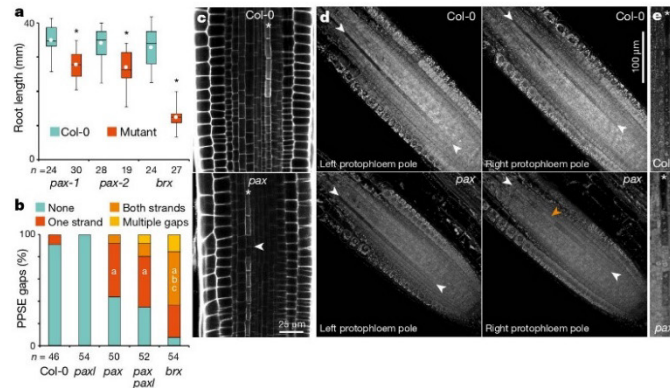 a
Root length (mm)
40
20
0
Col-0
Mutant
n = 24 30 28 19 24 27
pax-1 pax-2 brx
b
None
Both strands
One strand
Multiple gaps
PPSE gaps (%)
100
50
0
a
a
a
b
c
n = 46 54 50 52 54
Col-0 paxl pax pax brx
paxl
c
Col-0
*
pax
*
25 µm
d
Col-0
Left protophloem pole
Col-0
100 µm
Right protophloem pole
pax
Left protophloem pole
pax
Right protophloem pole
e
*
Col
*
pax